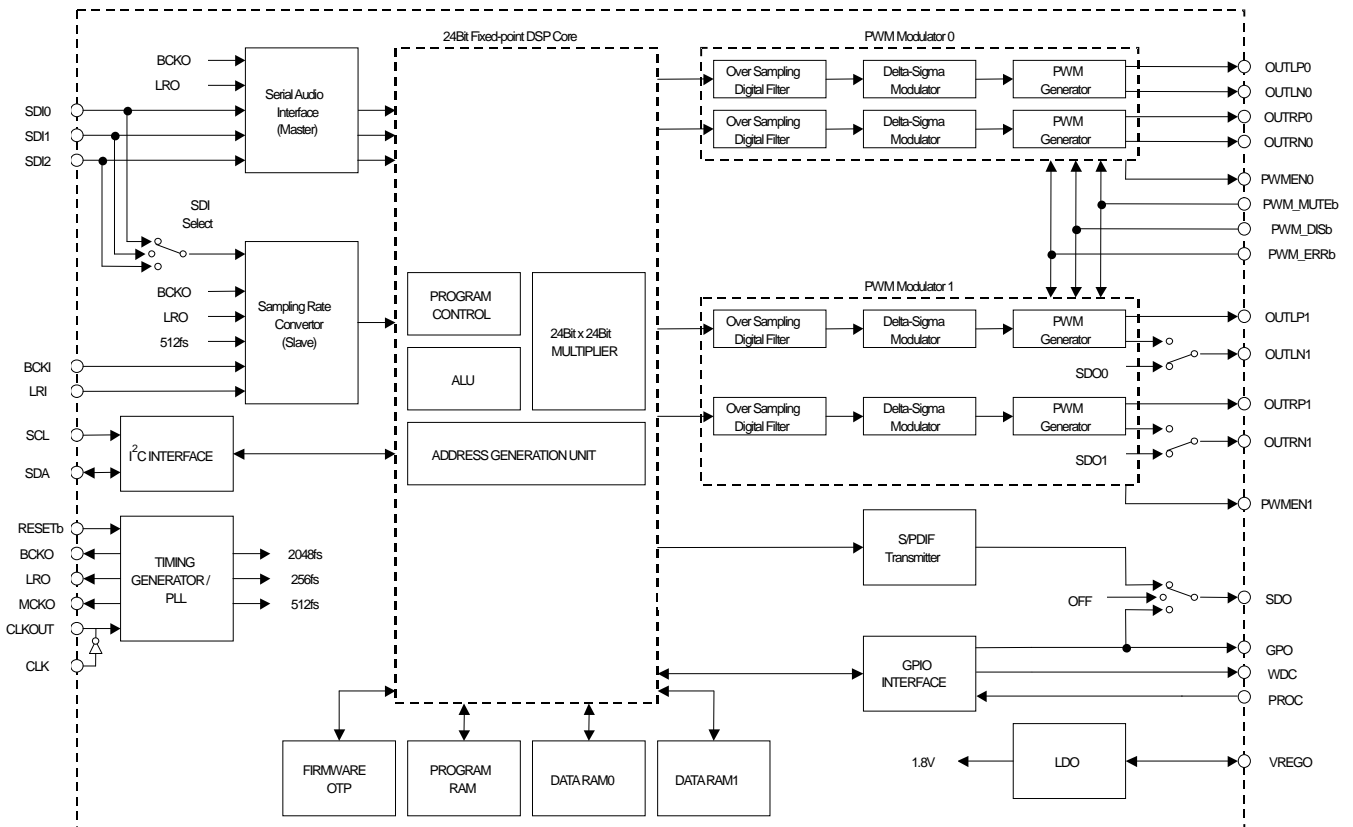 24Bit Fixed-point DSP Core
PWM Modulator 0
BCKO
LRO
SDI0
SDI1
SDI2
Serial Audio
Interface
(Master)
SDI
Select
BCKO
LRO
512fs
BCKI
LRI
Sampling Rate
Convertor
(Slave)
SCL
SDA
I2C INTERFACE
RESETb
BCKO
LRO
MCKO
CLKOUT
CLK
TIMING
GENERATOR /
PLL
2048fs
256fs
512fs
PROGRAM
CONTROL
ALU
24Bit x 24Bit
MULTIPLIER
ADDRESS GENERATION UNIT
FIRMWARE
OTP
PROGRAM
RAM
DATA RAM0
DATA RAM1
Over Sampling
Digital Filter
Delta-Sigma
Modulator
PWM
Generator
Over Sampling
Digital Filter
Delta-Sigma
Modulator
PWM
Generator
OUTLP0
OUTLN0
OUTRP0
OUTRN0
PWMEN0
PWM_MUTEb
PWM_DISb
PWM_ERRb
PWM Modulator 1
Over Sampling
Digital Filter
Delta-Sigma
Modulator
PWM
Generator
SDO0
Over Sampling
Digital Filter
Delta-Sigma
Modulator
PWM
Generator
SDO1
OUTLP1
OUTLN1
OUTRP1
OUTRN1
PWMEN1
S/PDIF
Transmitter
OFF
SDO
GPIO
INTERFACE
GPO
WDC
PROC
1.8V
LDO
VREGO